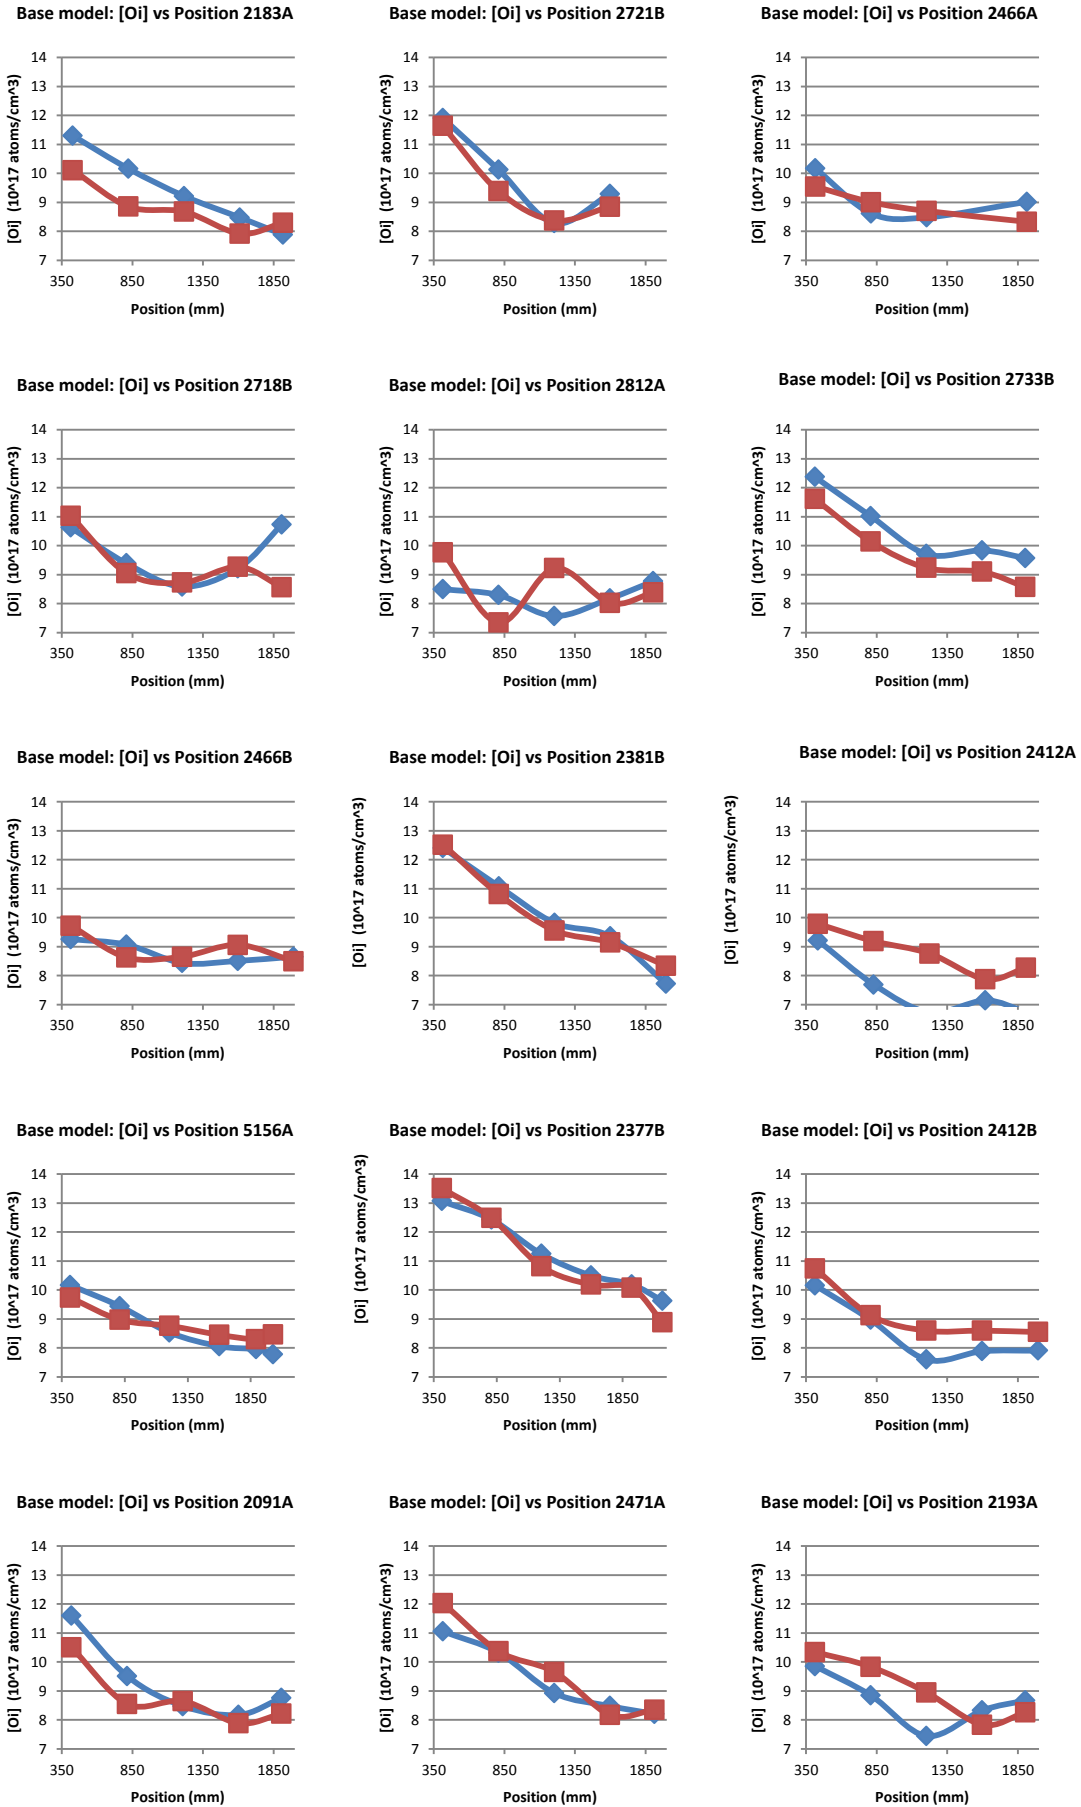 Base model: [Oi] vs Position 2183A
[Oi] (10^17 atoms/cm^3)
14
13
12
11
10
9
8
7
350 850 1350 1850
Position (mm)
Base model: [Oi] vs Position 2721B
[Oi] (10^17 atoms/cm^3)
14
13
12
11
10
9
8
7
350 850 1350 1850
Position (mm)
Base model: [Oi] vs Position 2466A
[Oi] (10^17 atoms/cm^3)
14
13
12
11
10
9
8
7
350 850 1350 1850
Position (mm)
Base model: [Oi] vs Position 2718B
[Oi] (10^17 atoms/cm^3)
14
13
12
11
10
9
8
7
350 850 1350 1850
Position (mm)
Base model: [Oi] vs Position 2812A
[Oi] (10^17 atoms/cm^3)
14
13
12
11
10
9
8
7
350 850 1350 1850
Position (mm)
Base model: [Oi] vs Position 2733B
[Oi] (10^17 atoms/cm^3)
14
13
12
11
10
9
8
7
350 850 1350 1850
Position (mm)
Base model: [Oi] vs Position 2466B
[Oi] (10^17 atoms/cm^3)
14
13
12
11
10
9
8
7
350 850 1350 1850
Position (mm)
Base model: [Oi] vs Position 2381B
[Oi] (10^17 atoms/cm^3)
14
13
12
11
10
9
8
7
350 850 1350 1850
Position (mm)
Base model: [Oi] vs Position 2412A
[Oi] (10^17 atoms/cm^3)
14
13
12
11
10
9
8
7
350 850 1350 1850
Position (mm)
Base model: [Oi] vs Position 5156A
[Oi] (10^17 atoms/cm^3)
14
13
12
11
10
9
8
7
350 850 1350 1850
Position (mm)
Base model: [Oi] vs Position 2377B
[Oi] (10^17 atoms/cm^3)
14
13
12
11
10
9
8
7
350 850 1350 1850
Position (mm)
Base model: [Oi] vs Position 2412B
[Oi] (10^17 atoms/cm^3)
14
13
12
11
10
9
8
7
350 850 1350 1850
Position (mm)
Base model: [Oi] vs Position 2091A
[Oi] (10^17 atoms/cm^3)
14
13
12
11
10
9
8
7
350 850 1350 1850
Position (mm)
Base model: [Oi] vs Position 2471A
[Oi] (10^17 atoms/cm^3)
14
13
12
11
10
9
8
7
350 850 1350 1850
Position (mm)
Base model: [Oi] vs Position 2193A
[Oi] (10^17 atoms/cm^3)
14
13
12
11
10
9
8
7
350 850 1350 1850
Position (mm)